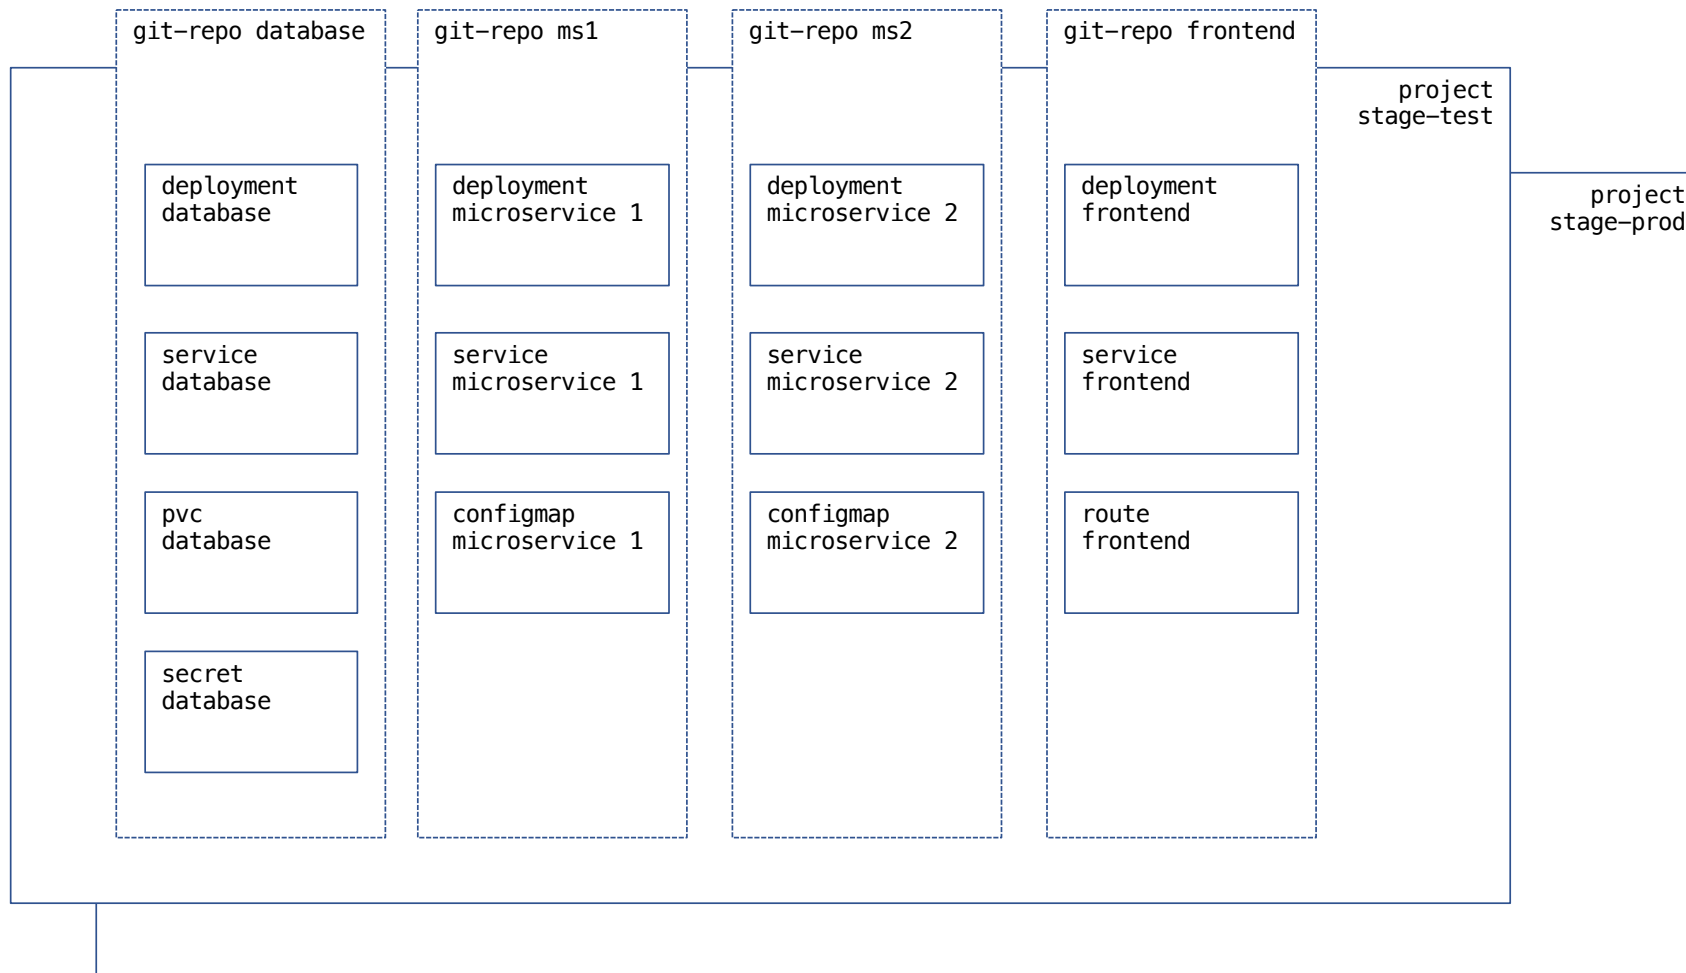 git-repo database
git-repo ms1
git-repo ms2
git-repo frontend
project
stage-test
project
stage-prod
deployment
database
deployment
microservice 1
deployment
microservice 2
deployment
frontend
service
database
service
microservice 1
service
microservice 2
service
frontend
pvc
database
configmap
microservice 1
configmap
microservice 2
route
frontend
secret
database